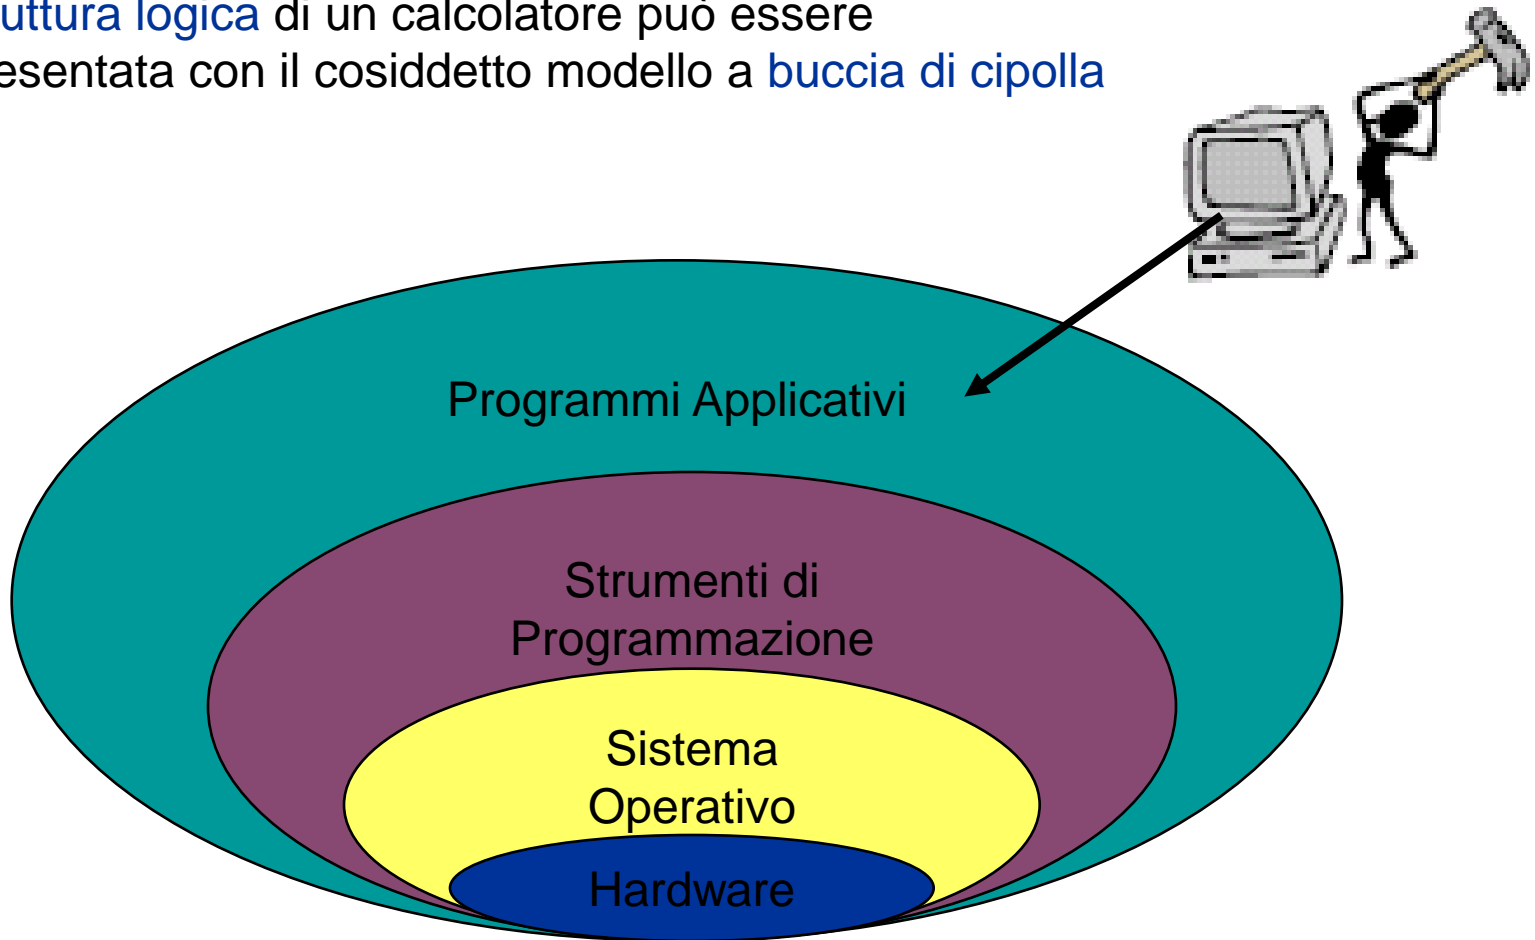 uttura logica di un calcolatore può essere
esentata con il cosiddetto modello a buccia di cipolla
Programmi Applicativi
Strumenti di
Programmazione
Sistema
Operativo
Hardware